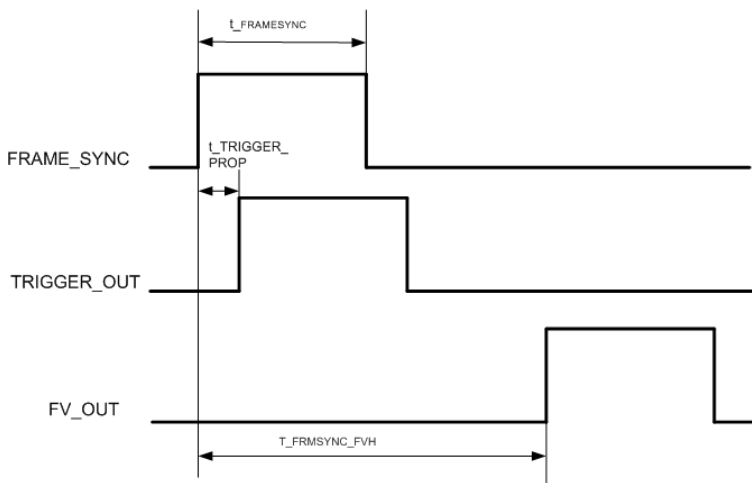 t_FRAMESYNC
t_TRIGGER_
PROP
FRAME_SYNC
TRIGGER_OUT
FV_OUT
T_FRMSYNC_FVH